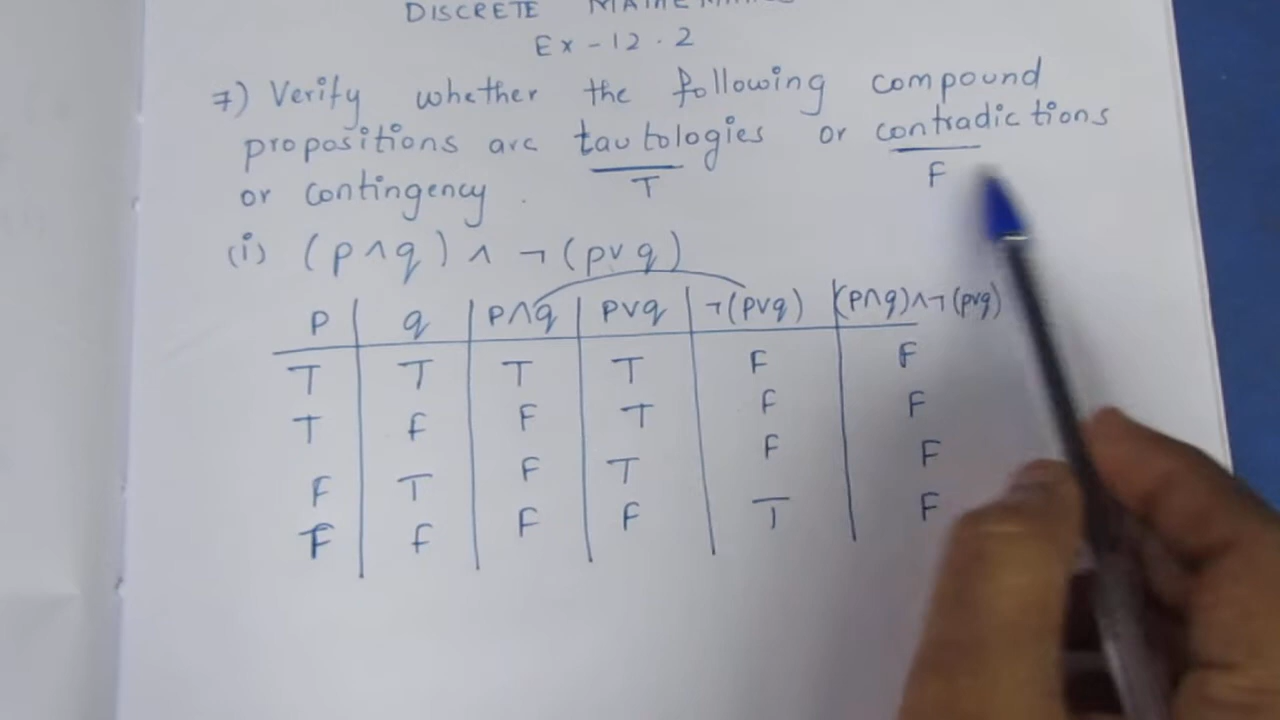 DISCRETE
Ex - 12.2
7) Verify whether the following compound
propositions are tautologies or contradictions
T F
or contingency.
(i) (p∧q) ∧ ¬(p∨q)
p q p∧q p∨q ¬(p∨q) (p∧q)∧¬(p∨q)
T T T T F F
T F F T F F
F T F T F F
F F F F T F